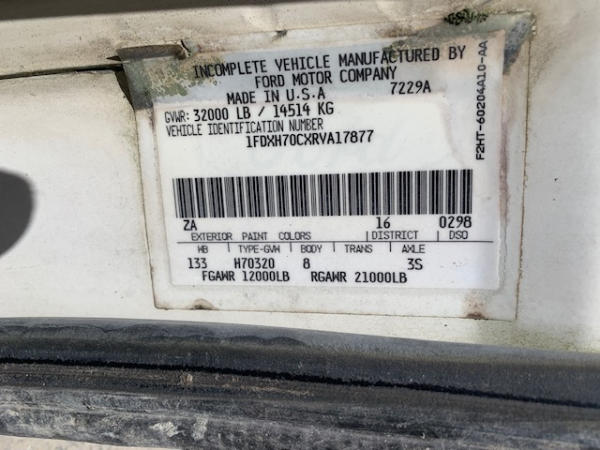 INCOMPLETE VEHICLE MANUFACTURED BY
FORD MOTOR COMPANY
MADE IN U.S.A 7229A
GVWR: 32000 LB / 14514 KG
VEHICLE IDENTIFICATION NUMBER
1FDXH70CXRVA17877
ZA 16 0298
EXTERIOR PAINT COLORS DISTRICT DSO
WB TYPE-GVW BODY TRANS AXLE
133 H70320 8 3S
FGAWR 12000LB RGAWR 21000LB
F2HT-60204A10-AA